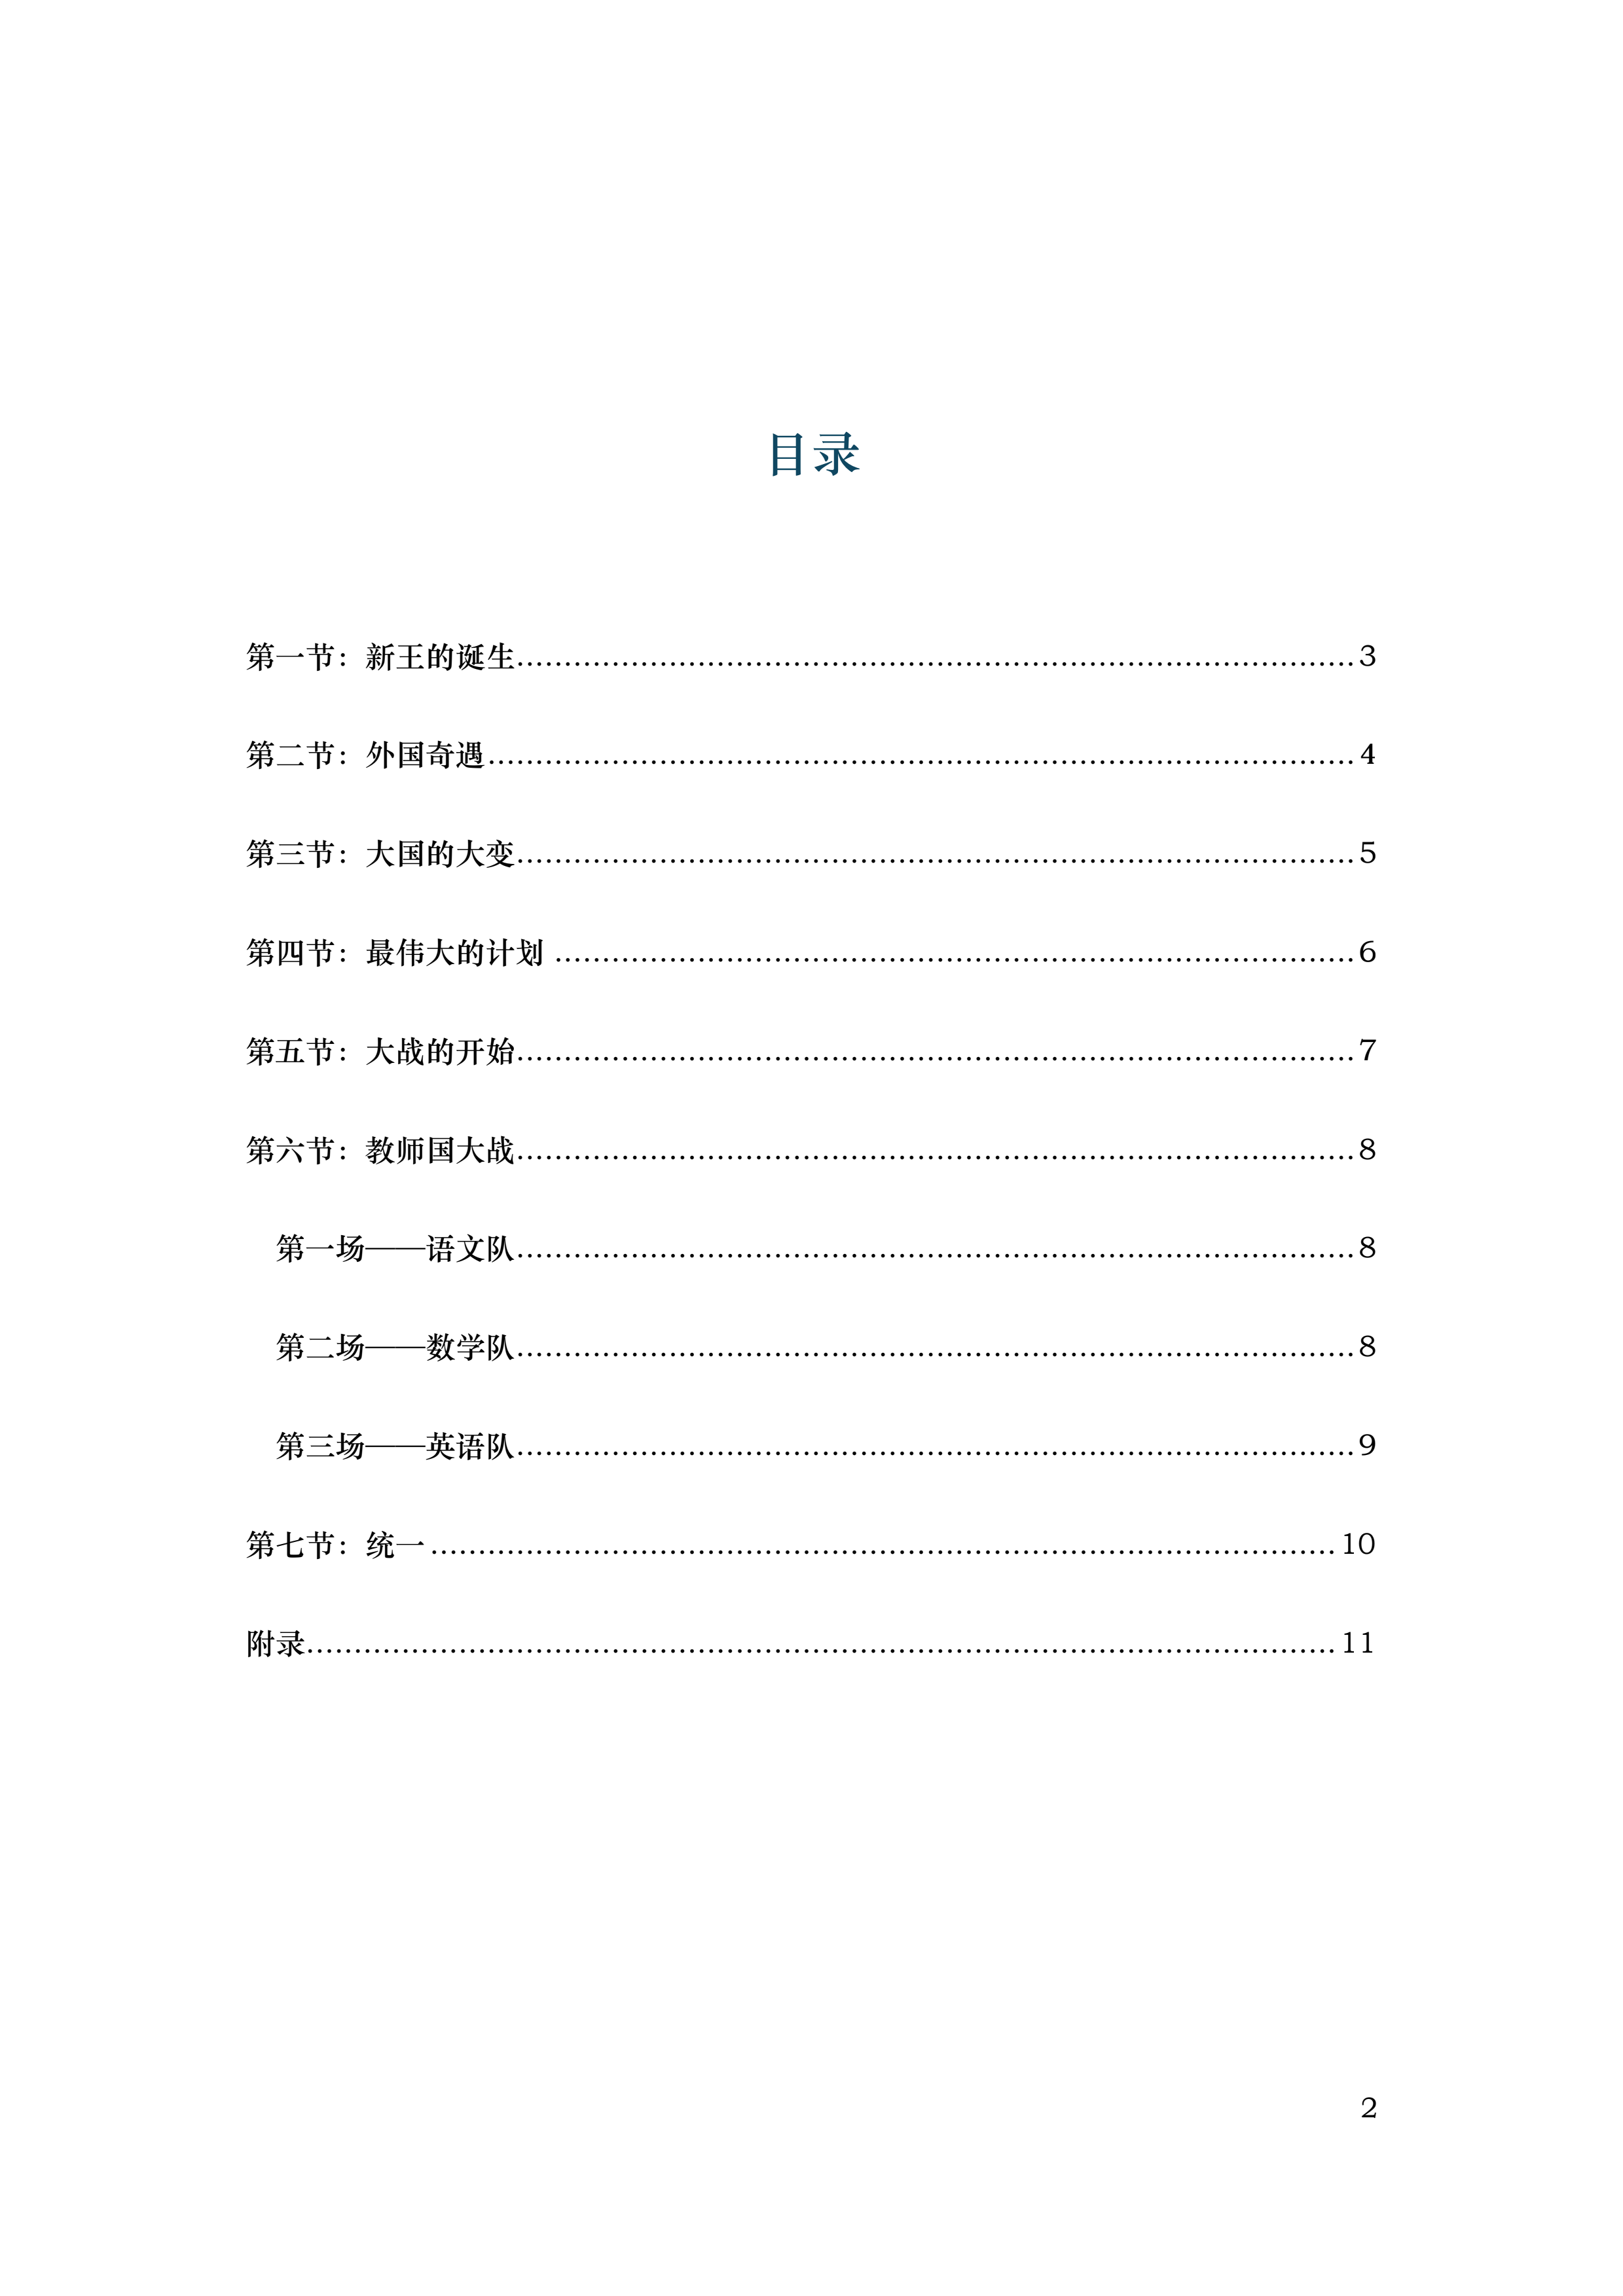 目录
第一节：新王的诞生........................................................................................3
第二节：外国奇遇...........................................................................................4
第三节：大国的大变........................................................................................5
第四节：最伟大的计划 ....................................................................................6
第五节：大战的开始........................................................................................7
第六节：教师国大战........................................................................................8
第一场——语文队........................................................................................8
第二场——数学队........................................................................................8
第三场——英语队........................................................................................9
第七节：统一 ...............................................................................................10
附录............................................................................................................11
2